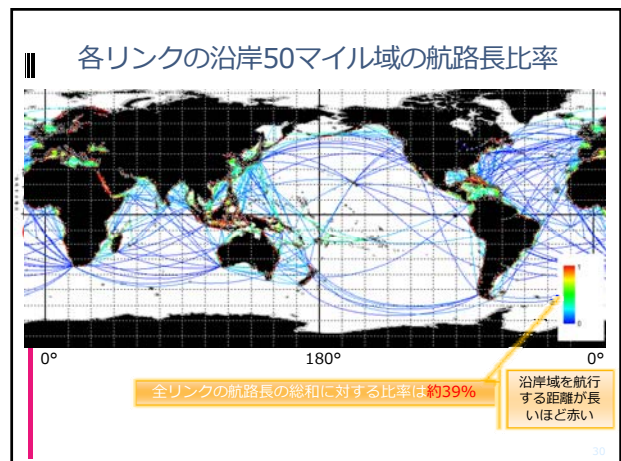 各リンクの沿岸50マイル域の航路長比率
1
0
0°
180°
0°
全リンクの航路長の総和に対する比率は約39%
沿岸域を航行
する距離が長
いほど赤い
30